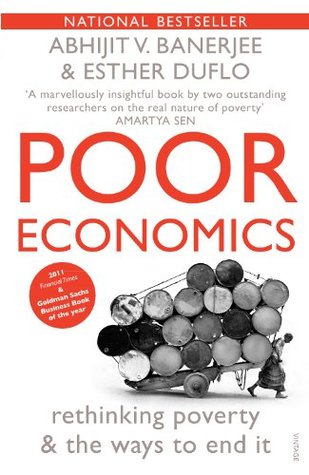 NATIONAL BESTSELLER
ABHIJIT V. BANERJEE
& ESTHER DUFLO
‘A marvellously insightful book by two outstanding
researchers on the real nature of poverty’
AMARTYA SEN
POOR
ECONOMICS
2011
Financial Times
&
Goldman Sachs
Business Book
of the year
rethinking poverty
& the ways to end it
VINTAGE